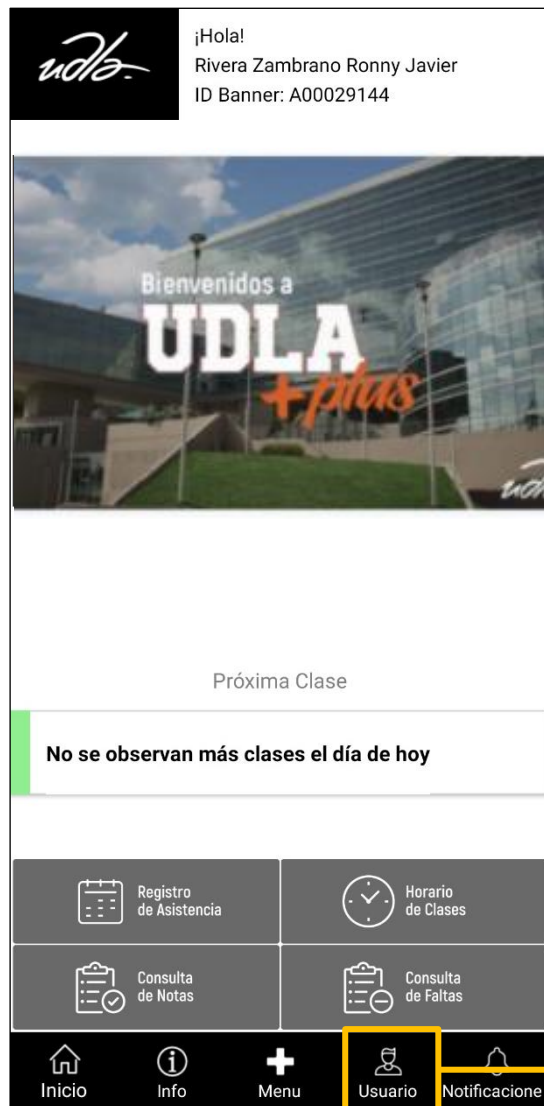 udla-
¡Hola!
Rivera Zambrano Ronny Javier
ID Banner: A00029144
Bienvenidos a
UDLA
+plus
Próxima Clase
No se observan más clases el día de hoy
Registro
de Asistencia
Horario
de Clases
Consulta
de Notas
Consulta
de Faltas
Inicio
Info
Menu
Usuario
Notificacione